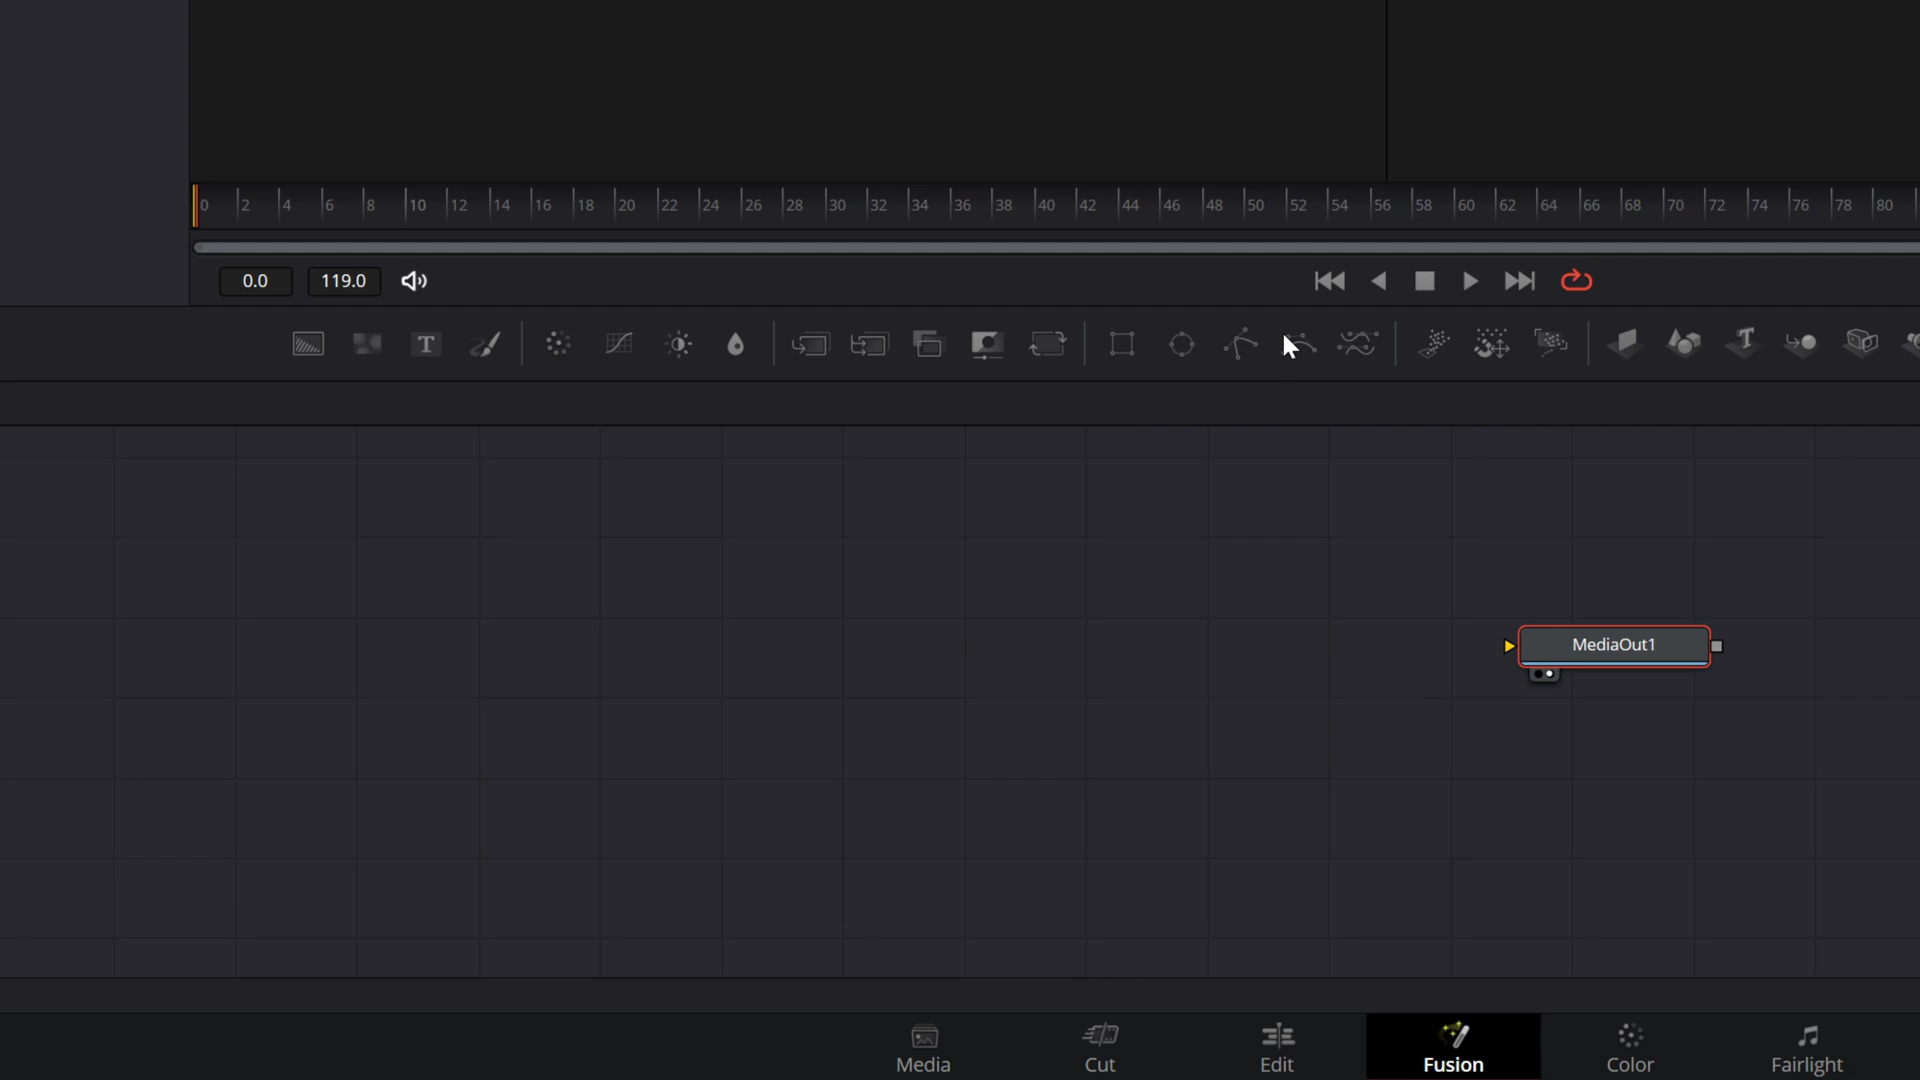 0 2 4 6 8 10 12 14 16 18 20 22 24 26 28 30 32 34 36 38 40 42 44 46 48 50 52 54 56 58 60 62 64 66 68 70 72 74 76 78 80
0.0 119.0
T T
MediaOut1
Media Cut Edit Fusion Color Fairlight